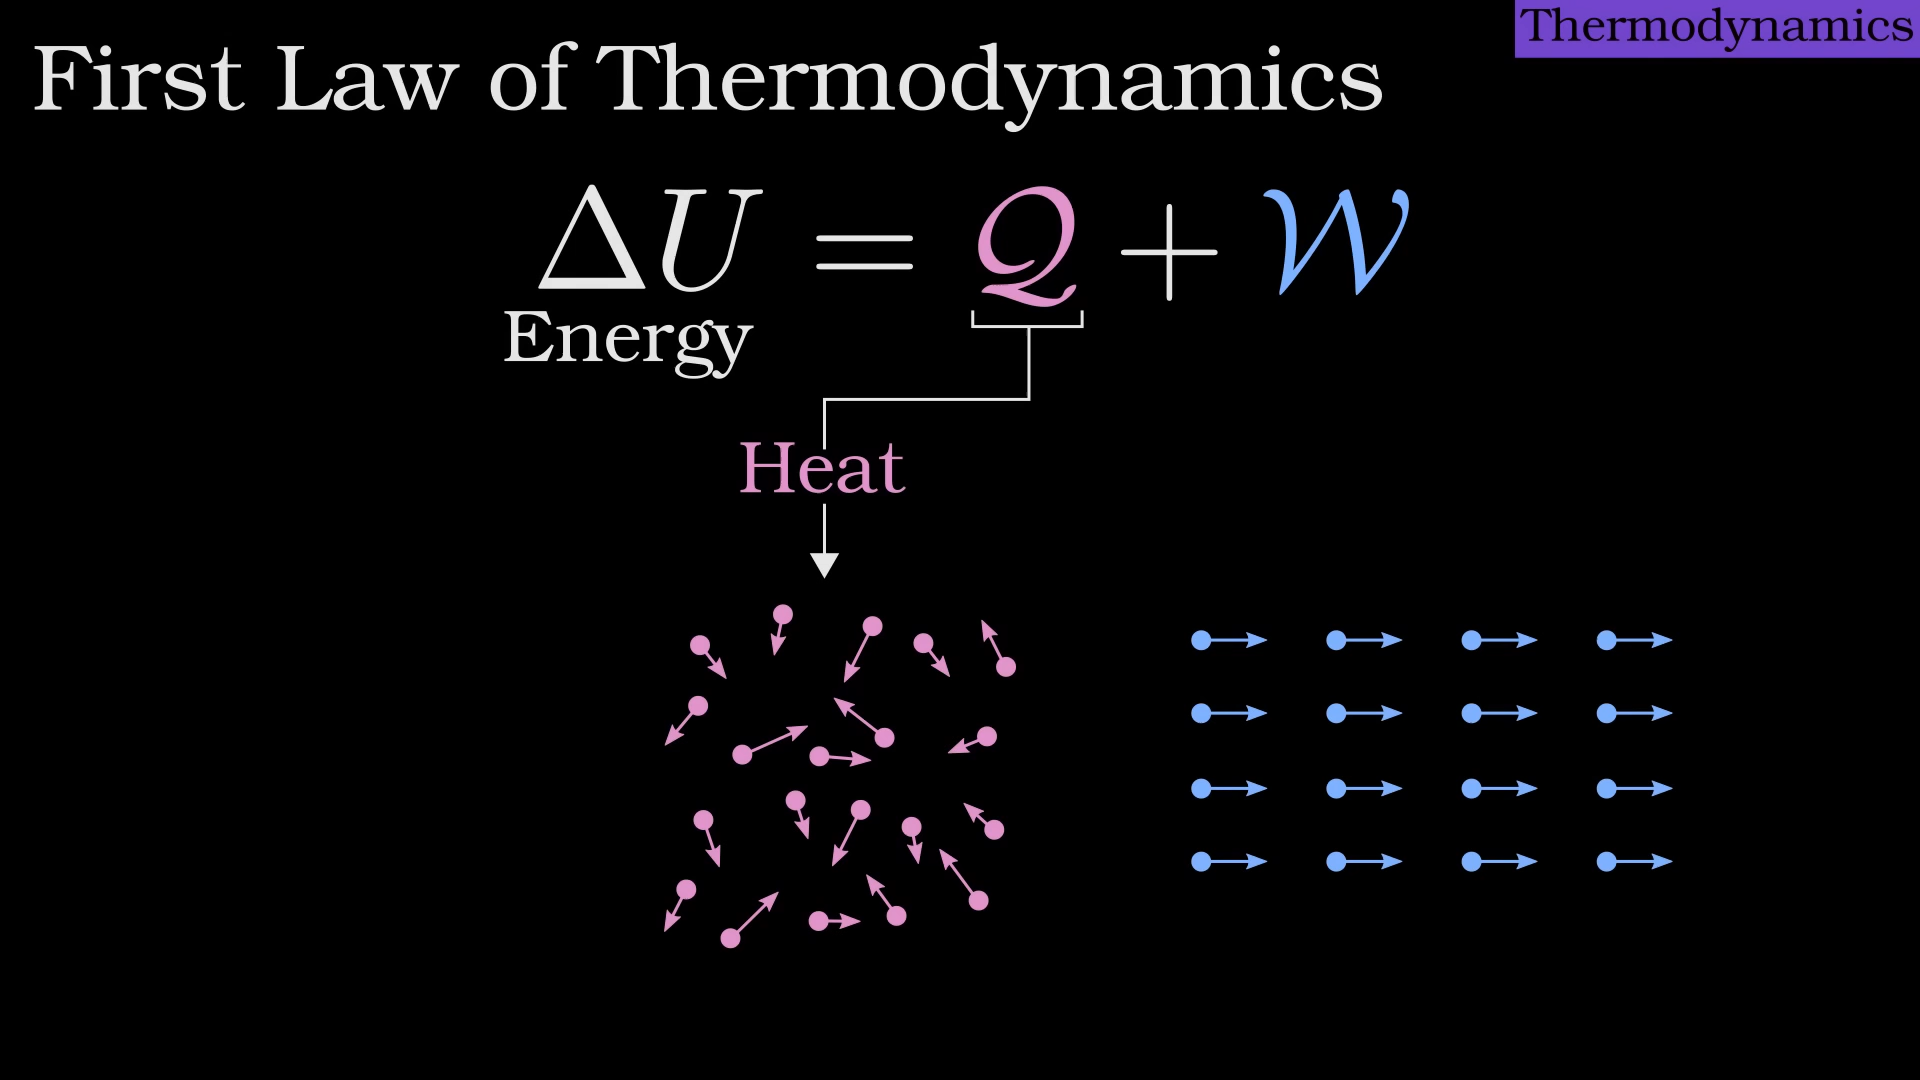 Thermodynamics
First Law of Thermodynamics
ΔU = Q + W
Energy
Heat